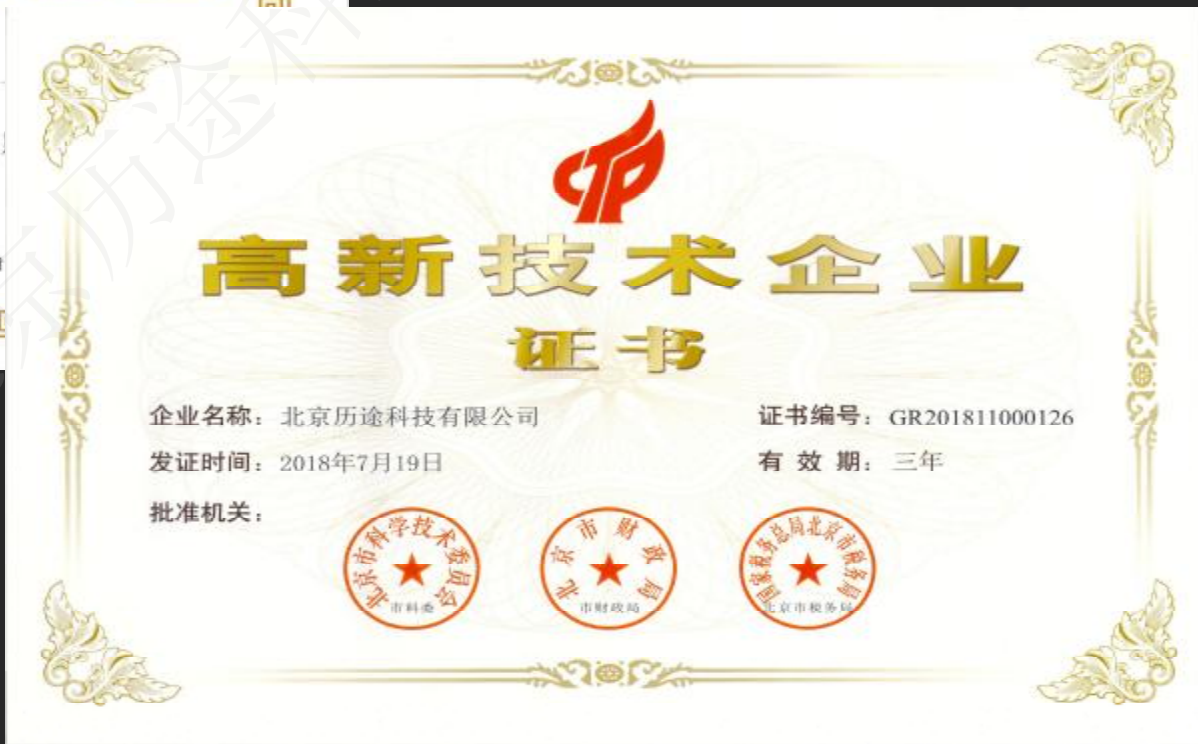 高新技术企业
证书
企业名称：北京历途科技有限公司
证书编号：GR201811000126
发证时间：2018年7月19日
有效期：三年
批准机关：
北京市科学技术委员会
市科委
北京市财政局
市财政局
国家税务总局北京市税务局
北京市税务局
京历途科